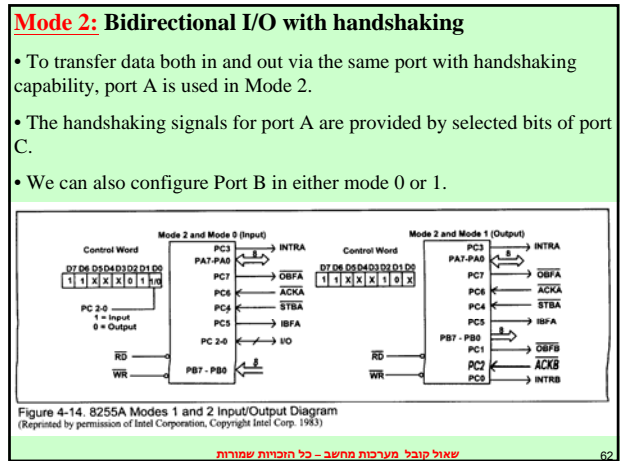 Mode 2: Bidirectional I/O with handshaking
• To transfer data both in and out via the same port with handshaking
capability, port A is used in Mode 2.
• The handshaking signals for port A are provided by selected bits of port
C.
• We can also configure Port B in either mode 0 or 1.
Mode 2 and Mode 0 (Input)
Control Word
D7 D6 D5 D4 D3 D2 D1 D0
1 1 X X X 0 1 1/0
PC 2-0
1 = Input
0 = Output
RD
WR
PC3 INTRA
PA7-PA0 8
PC7 OBFA
PC6 ACKA
PC4 STBA
PC5 IBFA
PC 2-0 I/O
PB7 - PB0 8
Mode 2 and Mode 1 (Output)
Control Word
D7 D6 D5 D4 D3 D2 D1 D0
1 1 X X X 1 0 X
RD
WR
PC3 INTRA
PA7-PA0 8
PC7 OBFA
PC6 ACKA
PC4 STBA
PC5 IBFA
PB7 - PB0 8
PC1 OBFB
PC2 ACKB
PC0 INTRB
Figure 4-14. 8255A Modes 1 and 2 Input/Output Diagram
(Reprinted by permission of Intel Corporation, Copyright Intel Corp. 1983)
שאול קובל מערכות מחשב – כל הזכויות שמורות
62